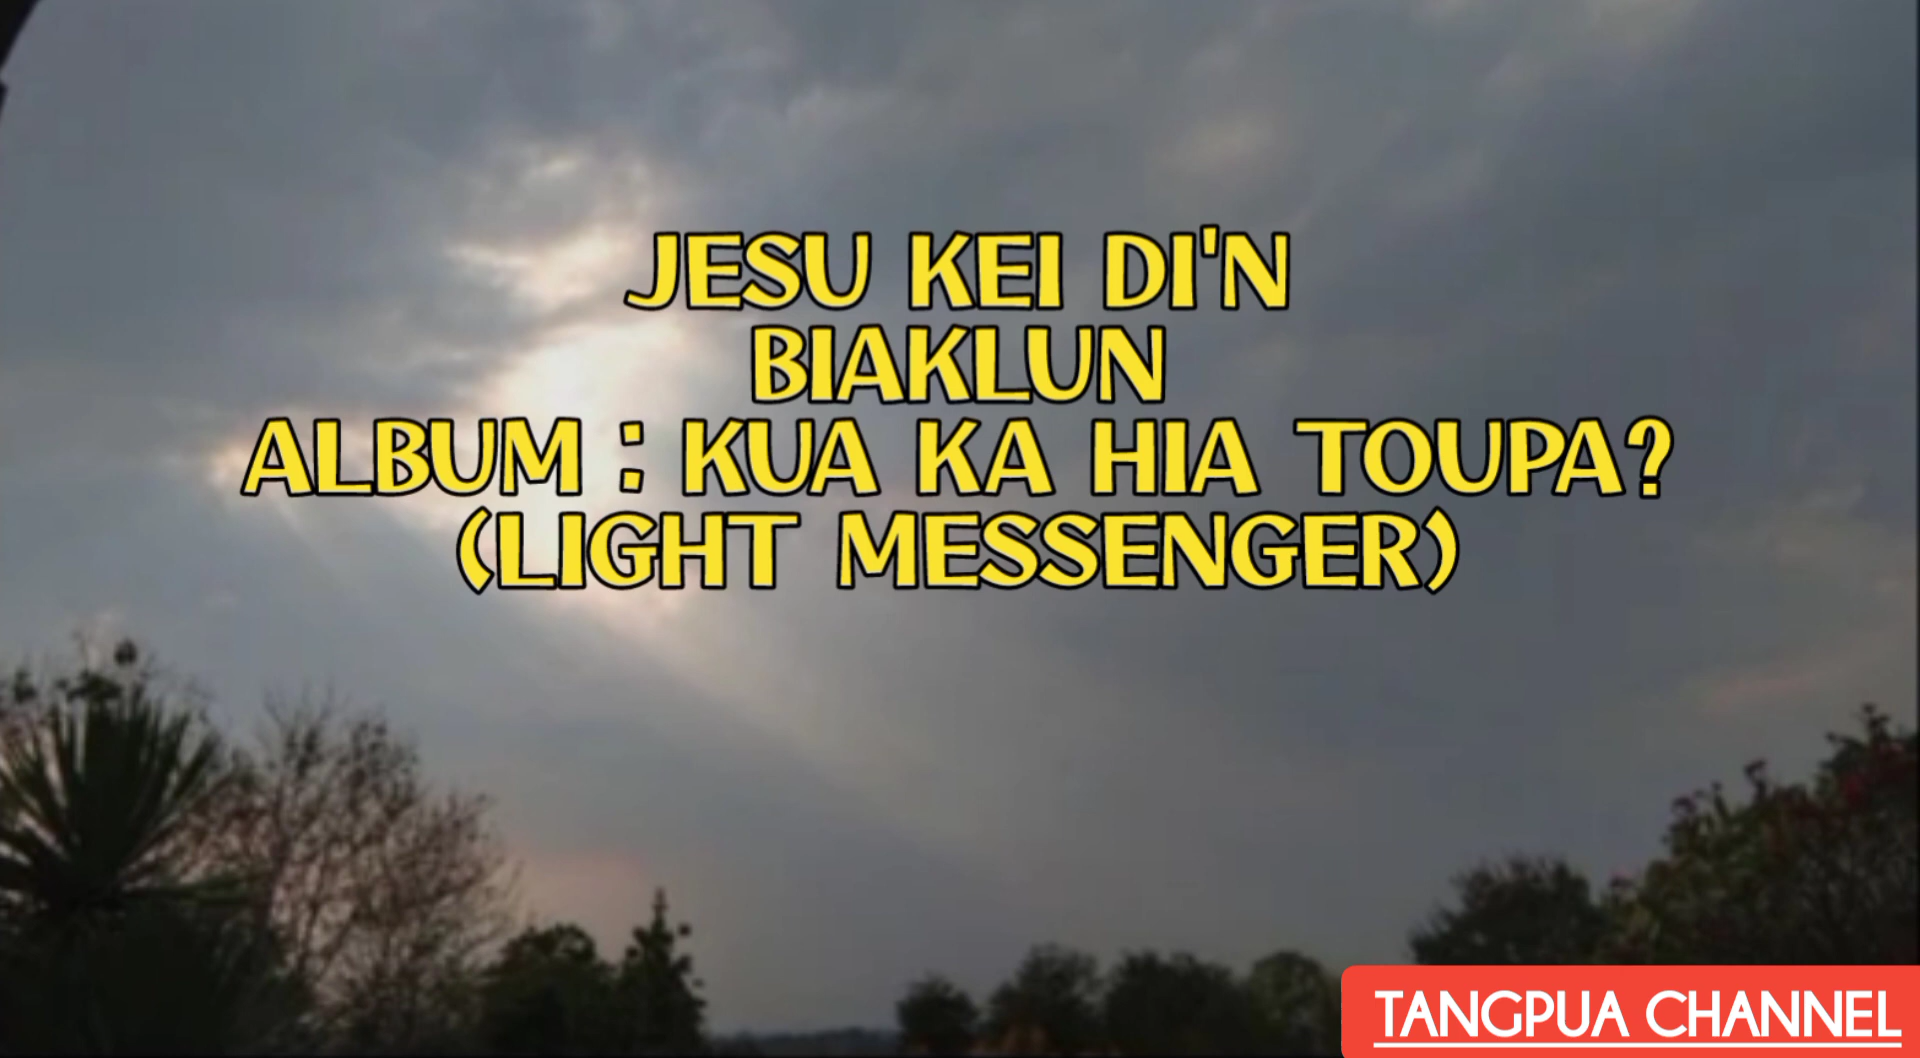 JESU KEI DI'N
BIAKLUN
ALBUM : KUA KA HIA TOUPA?
(LIGHT MESSENGER)
TANGPUA CHANNEL